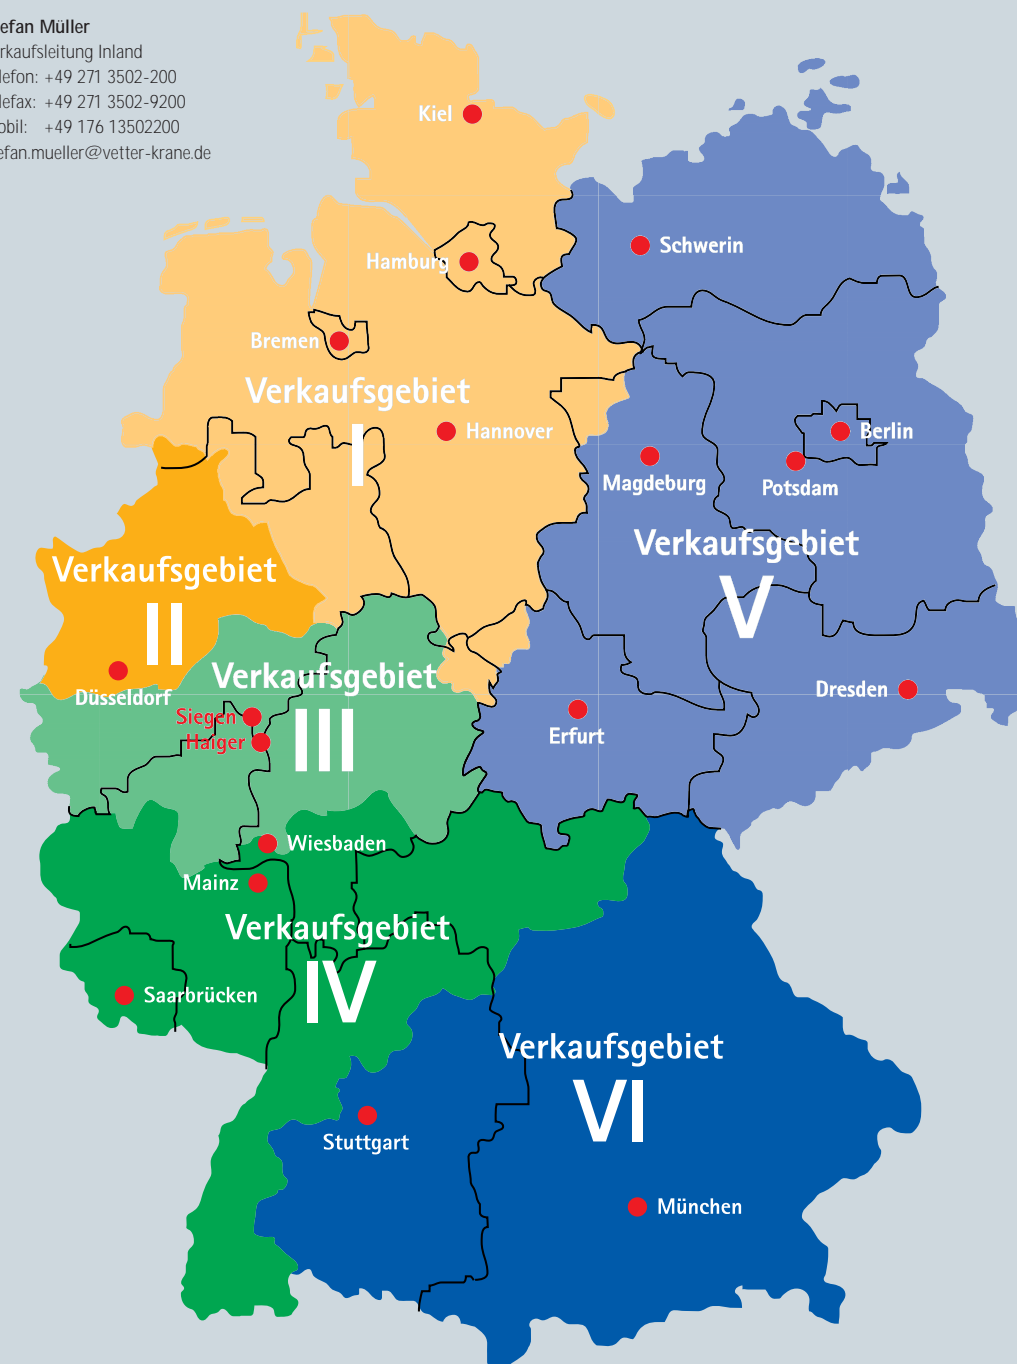 efan Müller
rkaufsleitung Inland
lefon: +49 271 3502-200
lefax: +49 271 3502-9200
obil: +49 176 13502200
efan.mueller@vetter-krane.de
Kiel
Schwerin
Hamburg
Bremen
Verkaufsgebiet
I
Hannover
Berlin
Magdeburg
Potsdam
Verkaufsgebiet
V
Verkaufsgebiet
II
Düsseldorf
Verkaufsgebiet
III
Siegen
Haiger
Dresden
Erfurt
Wiesbaden
Mainz
Verkaufsgebiet
IV
Saarbrücken
Verkaufsgebiet
VI
Stuttgart
München